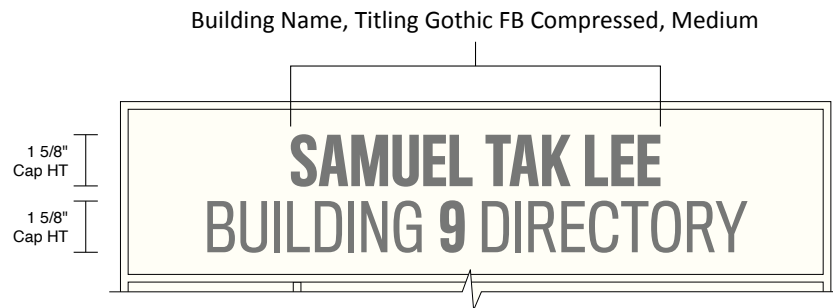 Building Name, Titling Gothic FB Compressed, Medium
1 5/8"
Cap HT
SAMUEL TAK LEE
1 5/8"
Cap HT
BUILDING 9 DIRECTORY